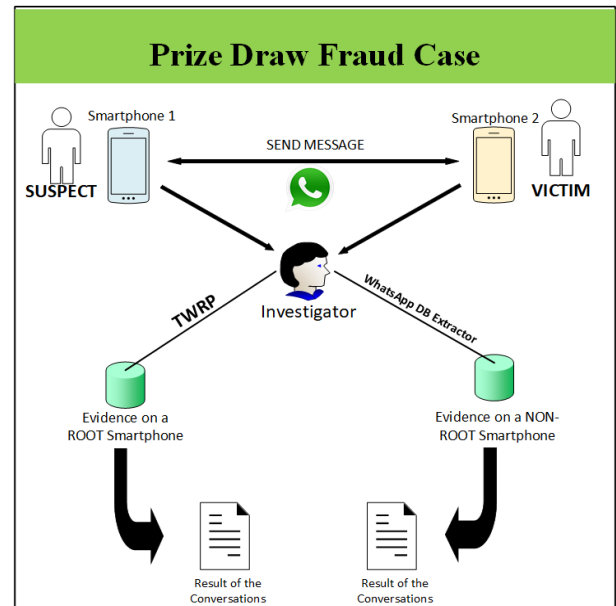 Prize Draw Fraud Case
Smartphone 1
Smartphone 2
SEND MESSAGE
SUSPECT
VICTIM
TWRP
WhatsApp DB Extractor
Investigator
Evidence on a
ROOT Smartphone
Evidence on a NON-
ROOT Smartphone
Result of the
Conversations
Result of the
Conversations